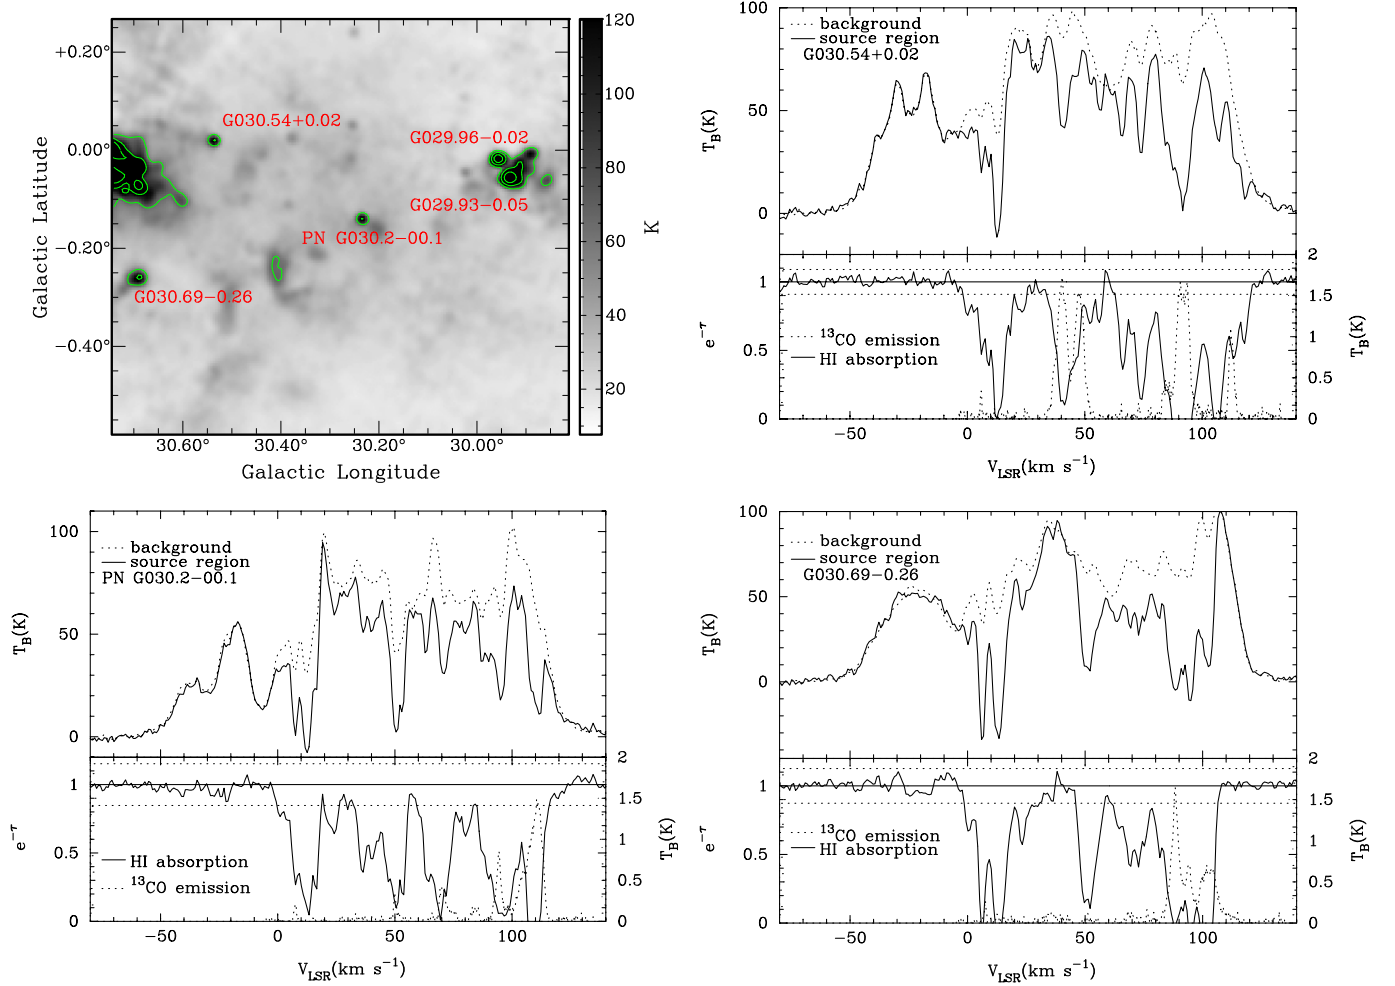 +0.20°
0.00°
−0.20°
−0.40°
Galactic Latitude
30.60°
30.40°
30.20°
30.00°
Galactic Longitude
G030.54+0.02
G029.96−0.02
G029.93−0.05
PN G030.2−00.1
G030.69−0.26
120
100
80
60
40
20
K
background
source region
G030.54+0.02
100
50
0
T_B(K)
2
1
0.5
0
e^−τ
1.5
1
0.5
0
T_B(K)
¹³CO emission
HI absorption
−50
0
50
100
V_LSR(km s⁻¹)
background
source region
PN G030.2−00.1
100
50
0
T_B(K)
2
1
0.5
0
e^−τ
1.5
1
0.5
0
T_B(K)
HI absorption
¹³CO emission
−50
0
50
100
V_LSR(km s⁻¹)
background
source region
G030.69−0.26
100
50
0
T_B(K)
2
1
0.5
0
e^−τ
1.5
1
0.5
0
T_B(K)
¹³CO emission
HI absorption
−50
0
50
100
V_LSR(km s⁻¹)